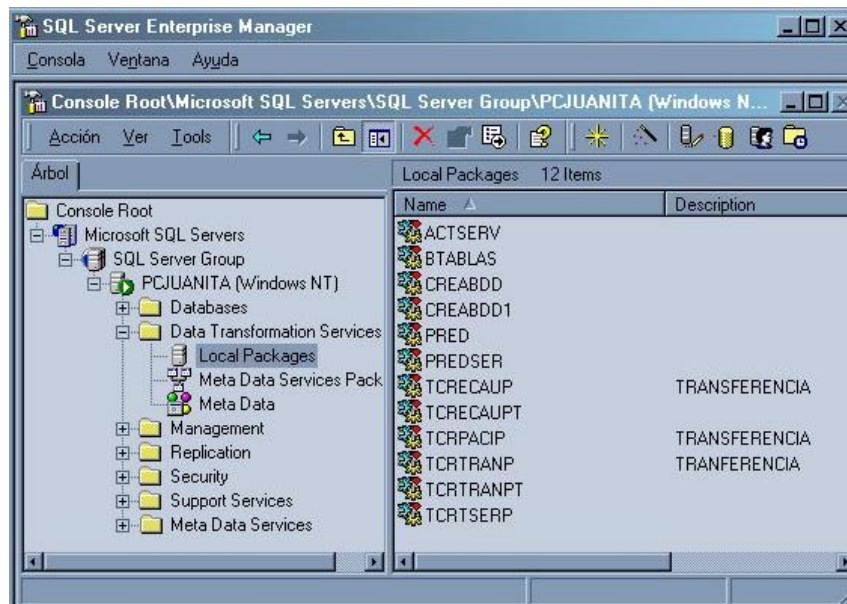 SQL Server Enterprise Manager
Consola Ventana Ayuda
Console Root\Microsoft SQL Servers\SQL Server Group\PCJUANITA (Windows N...
Acción Ver Tools
Árbol
Local Packages 12 Items
Console Root
Microsoft SQL Servers
SQL Server Group
PCJUANITA (Windows NT)
Databases
Data Transformation Services
Local Packages
Meta Data Services Pack
Meta Data
Management
Replication
Security
Support Services
Meta Data Services
Name Description
ACTSERV
BTABLAS
CREABDD
CREABDD1
PRED
PREDSER
TCRECAUP TRANSFERENCIA
TCRECAUPT
TCRPACIP TRANSFERENCIA
TCRTRANP TRANFERENCIA
TCRTRANPT
TCRTSERP